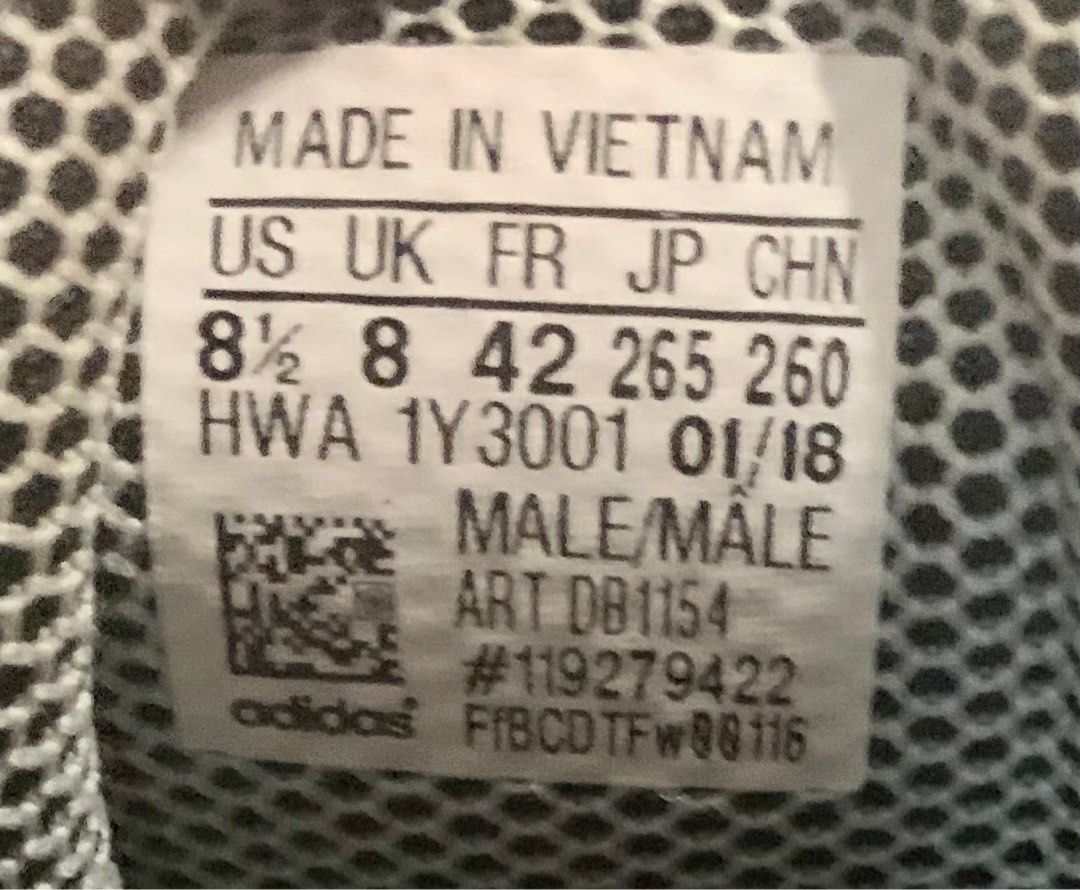 MADE IN VIETNAM
US UK FR JP CHN
8½ 8 42 265 260
HWA 1Y3001 01/18
MALE/MÂLE
ART DB1154
#119279422
FfBCDTFw00116
adidas